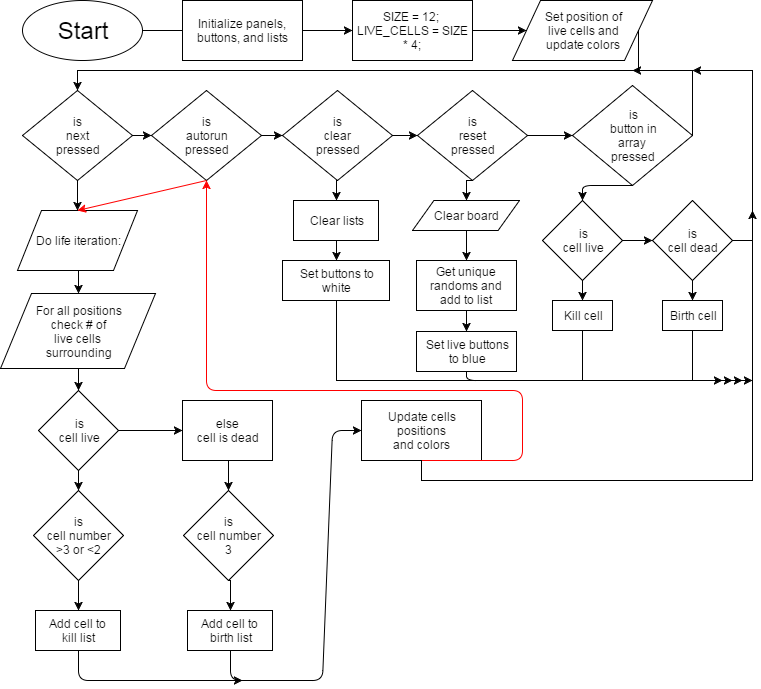 Start
Initialize panels,
buttons, and lists
SIZE = 12;
LIVE_CELLS = SIZE
* 4;
Set position of
live cells and
update colors
is
next
pressed
is
autorun
pressed
is
clear
pressed
is
reset
pressed
is
button in
array
pressed
Do life iteration:
Clear lists
Clear board
is
cell live
is
cell dead
Set buttons to
white
Get unique
randoms and
add to list
Kill cell
Birth cell
For all positions
check # of
live cells
surrounding
Set live buttons
to blue
is
cell live
else
cell is dead
Update cells
positions
and colors
is
cell number
>3 or <2
is
cell number
3
Add cell to
kill list
Add cell to
birth list